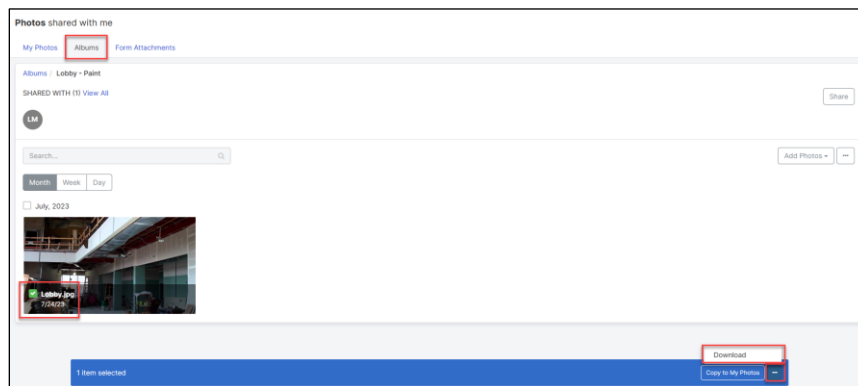 Photos shared with me
My Photos Albums Form Attachments
Albums / Lobby - Paint
SHARED WITH (1) View All
Share
LM
Search...
Add Photos
Month Week Day
July, 2023
Lobby.jpg
7/24/23
Download
1 item selected
Copy to My Photos